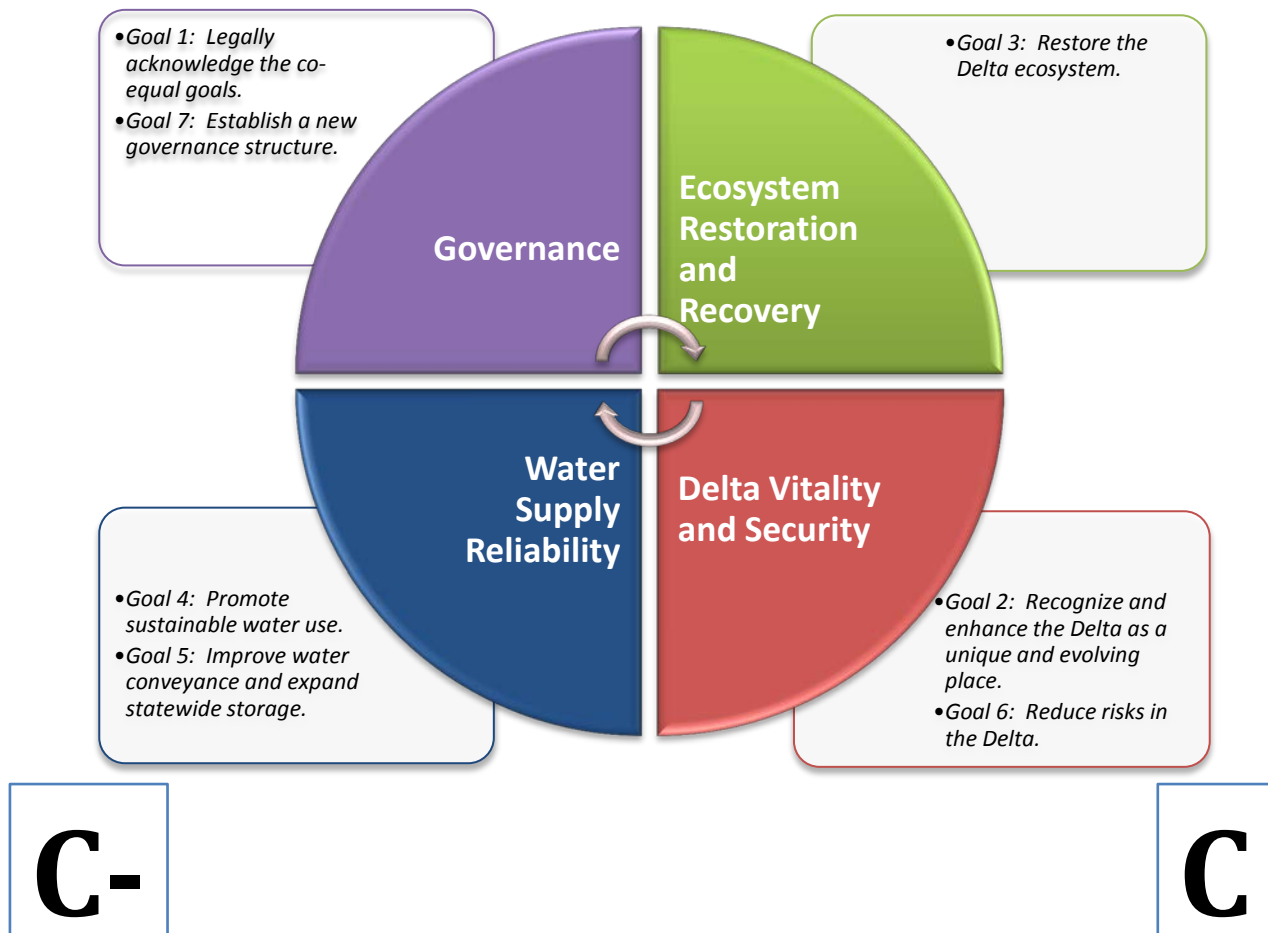 •Goal 1:  Legally
acknowledge the co-
equal goals.
•Goal 7:  Establish a new
governance structure.
•Goal 3:  Restore the
Delta ecosystem.
Governance
Ecosystem
Restoration
and
Recovery
Water
Supply
Reliability
Delta Vitality
and Security
•Goal 4:  Promote
sustainable water use.
•Goal 5:  Improve water
conveyance and expand
statewide storage.
•Goal 2:  Recognize and
enhance the Delta as a
unique and evolving
place.
•Goal 6:  Reduce risks in
the Delta.
C-
C